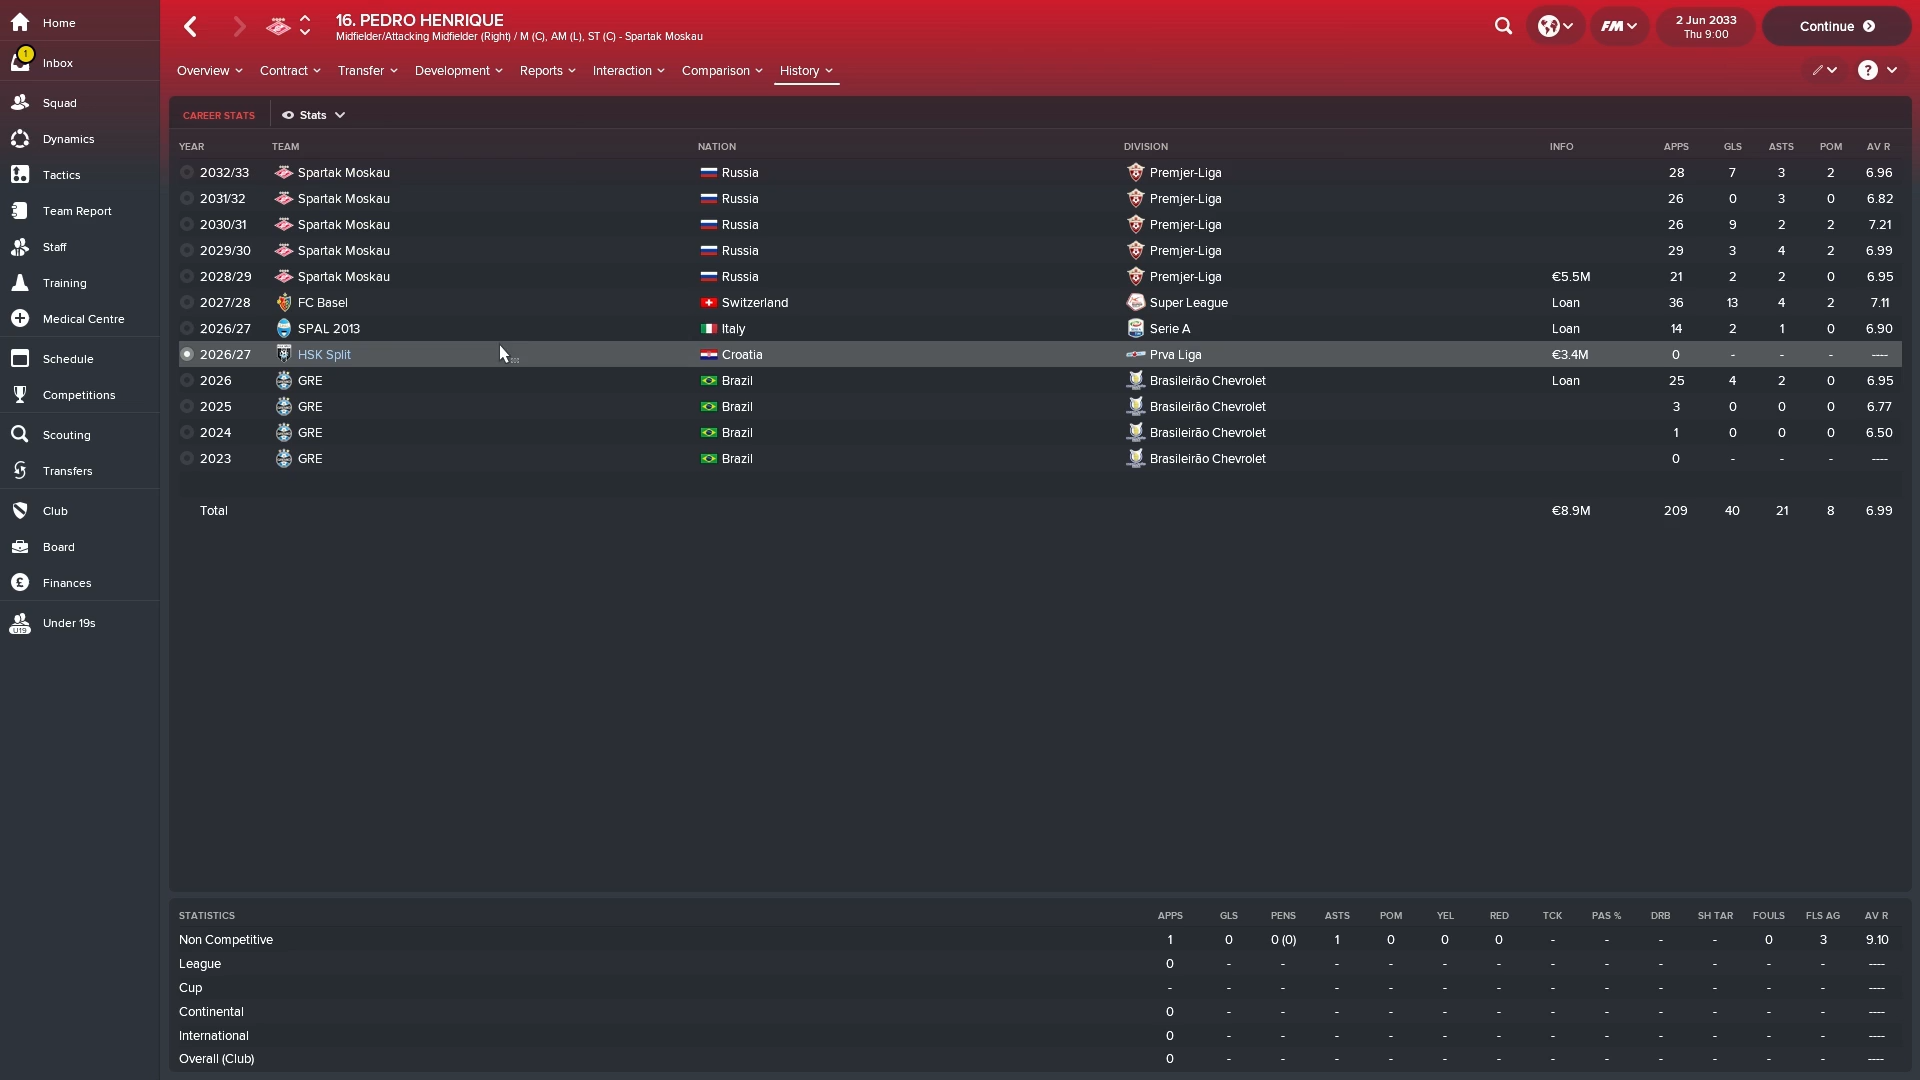 Home
1
Inbox
Squad
Dynamics
Tactics
Team Report
Staff
Training
Medical Centre
Schedule
Competitions
Scouting
Transfers
Club
Board
Finances
U19
Under 19s
16. PEDRO HENRIQUE
Midfielder/Attacking Midfielder (Right) / M (C), AM (L), ST (C) - Spartak Moskau
FM
2 Jun 2033
Thu 9:00
Continue
Overview Contract Transfer Development Reports Interaction Comparison History
?
CAREER STATS Stats
YEAR TEAM NATION DIVISION INFO APPS GLS ASTS POM AV R
2032/33 Spartak Moskau Russia Premjer-Liga 28 7 3 2 6.96
2031/32 Spartak Moskau Russia Premjer-Liga 26 0 3 0 6.82
2030/31 Spartak Moskau Russia Premjer-Liga 26 9 2 2 7.21
2029/30 Spartak Moskau Russia Premjer-Liga 29 3 4 2 6.99
2028/29 Spartak Moskau Russia Premjer-Liga €5.5M 21 2 2 0 6.95
2027/28 FC Basel Switzerland Super League Loan 36 13 4 2 7.11
2026/27 SPAL 2013 Italy Serie A Loan 14 2 1 0 6.90
2026/27 HSK Split Croatia Prva Liga €3.4M 0 - - - ----
2026 GRE Brazil Brasileirão Chevrolet Loan 25 4 2 0 6.95
2025 GRE Brazil Brasileirão Chevrolet 3 0 0 0 6.77
2024 GRE Brazil Brasileirão Chevrolet 1 0 0 0 6.50
2023 GRE Brazil Brasileirão Chevrolet 0 - - - ----
Total €8.9M 209 40 21 8 6.99
STATISTICS APPS GLS PENS ASTS POM YEL RED TCK PAS % DRB SH TAR FOULS FLS AG AV R
Non Competitive 1 0 0 (0) 1 0 0 0 - - - - 0 3 9.10
League 0 - - - - - - - - - - - - ----
Cup - - - - - - - - - - - - - ----
Continental 0 - - - - - - - - - - - - ----
International 0 - - - - - - - - - - - - ----
Overall (Club) 0 - - - - - - - - - - - - ----